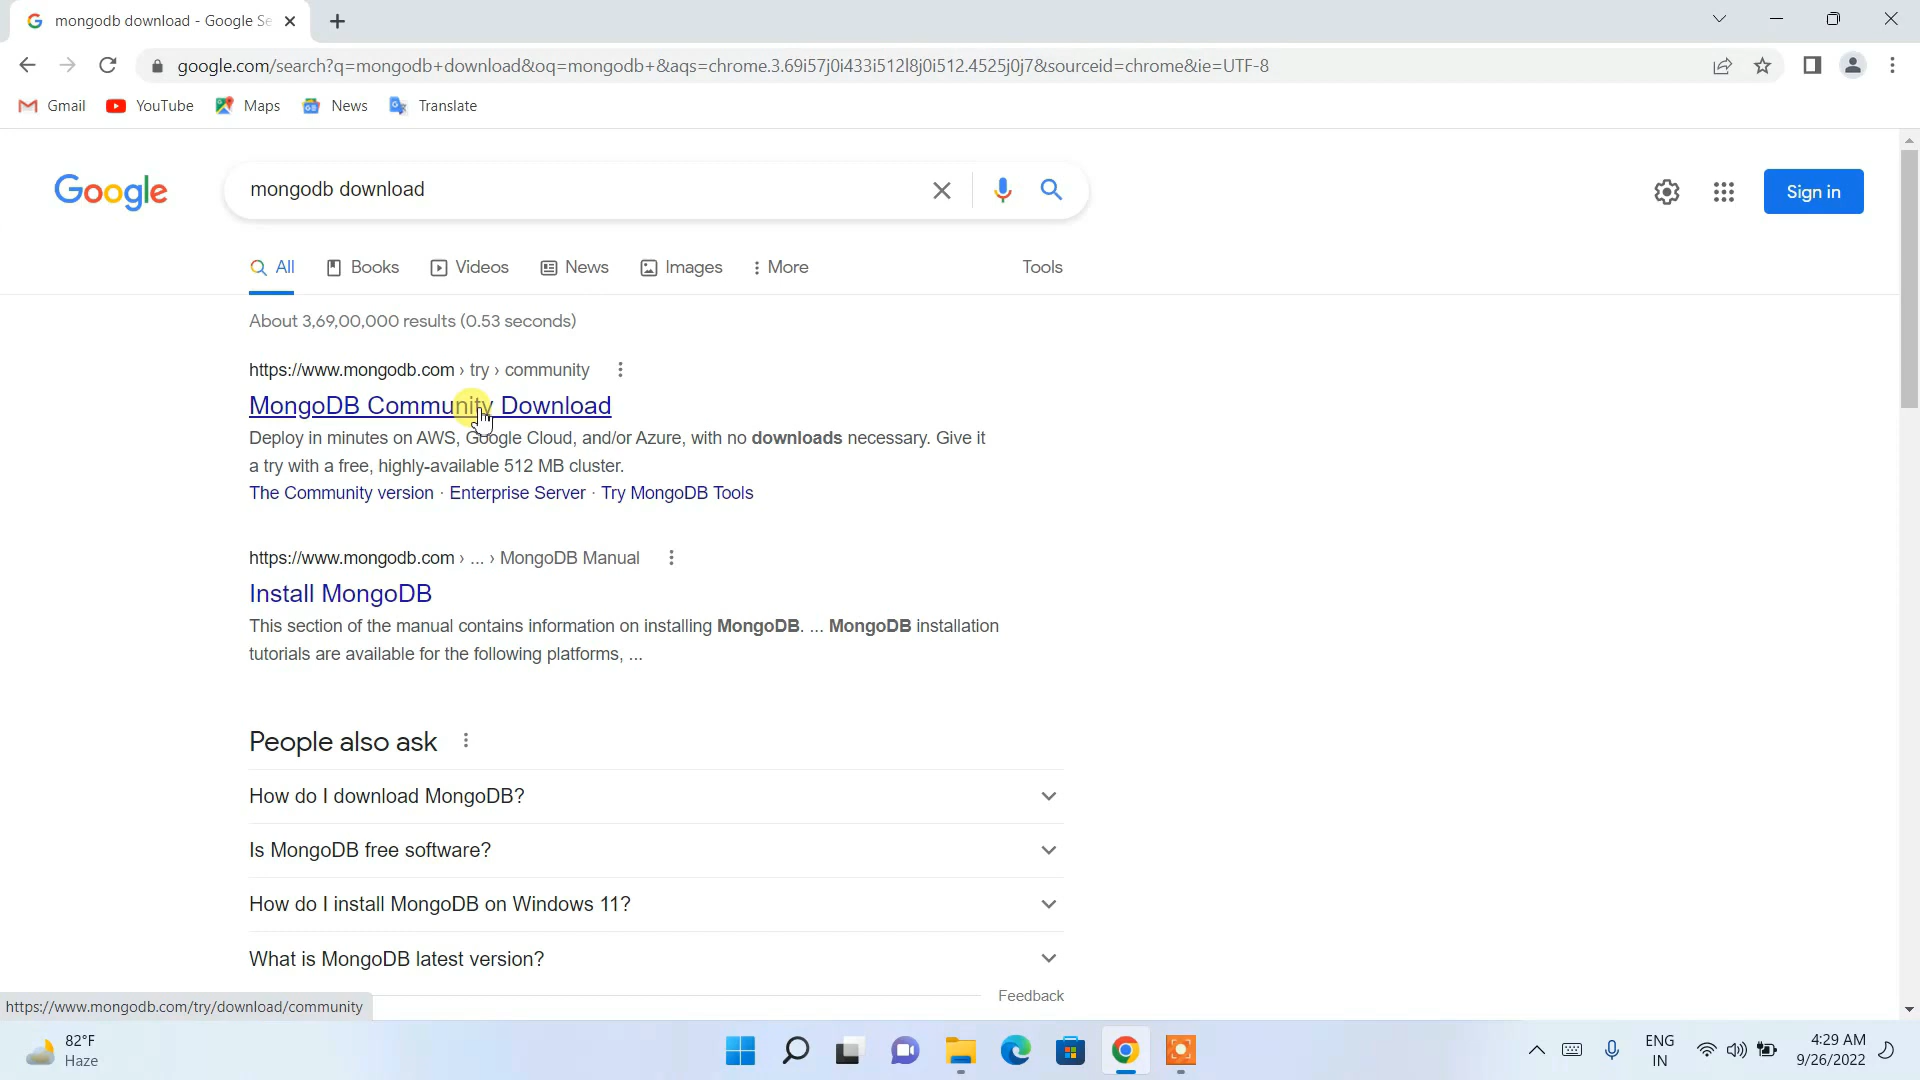 mongodb download - Google Se
google.com/search?q=mongodb+download&oq=mongodb+&aqs=chrome.3.69i57j0i433i512l8j0i512.4525j0j7&sourceid=chrome&ie=UTF-8
Gmail YouTube Maps News Translate
Google
mongodb download
Sign in
All Books Videos News Images More Tools
About 3,69,00,000 results (0.53 seconds)
https://www.mongodb.com › try › community
MongoDB Community Download
Deploy in minutes on AWS, Google Cloud, and/or Azure, with no downloads necessary. Give it
a try with a free, highly-available 512 MB cluster.
The Community version · Enterprise Server · Try MongoDB Tools
https://www.mongodb.com › ... › MongoDB Manual
Install MongoDB
This section of the manual contains information on installing MongoDB. ... MongoDB installation
tutorials are available for the following platforms, ...
People also ask
How do I download MongoDB?
Is MongoDB free software?
How do I install MongoDB on Windows 11?
What is MongoDB latest version?
Feedback
https://www.mongodb.com/try/download/community
82°F
Haze
ENG
IN
4:29 AM
9/26/2022